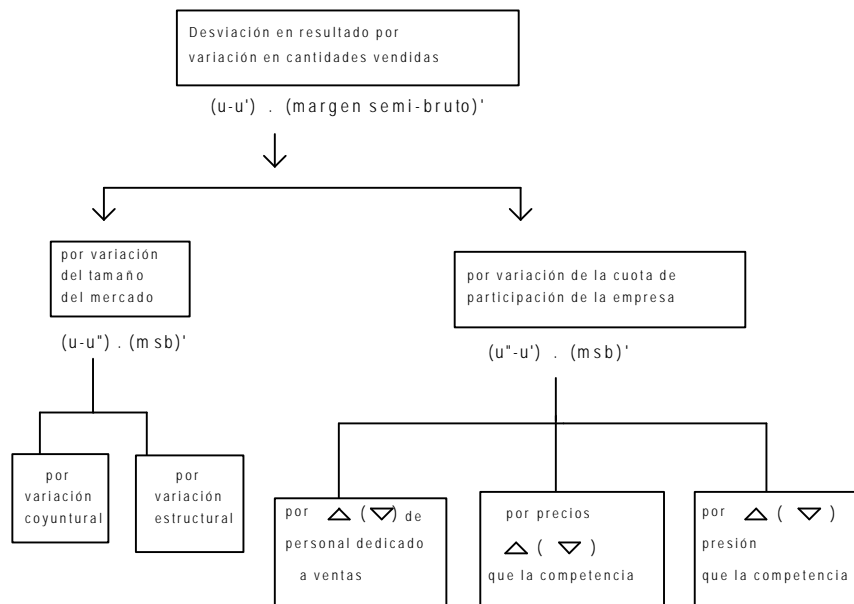 Desviación en resultado por
variación en cantidades vendidas
(u-u') . (margen semi-bruto)'
por variación
del tamaño
del mercado
(u-u") . (msb)'
por variación de la cuota de
participación de la empresa
(u"-u') . (msb)'
por
variación
coyuntural
por
variación
estructural
por △ (▽) de
personal dedicado
a ventas
por precios
△ ( ▽ )
que la competencia
por △ ( ▽ )
presión
que la competencia